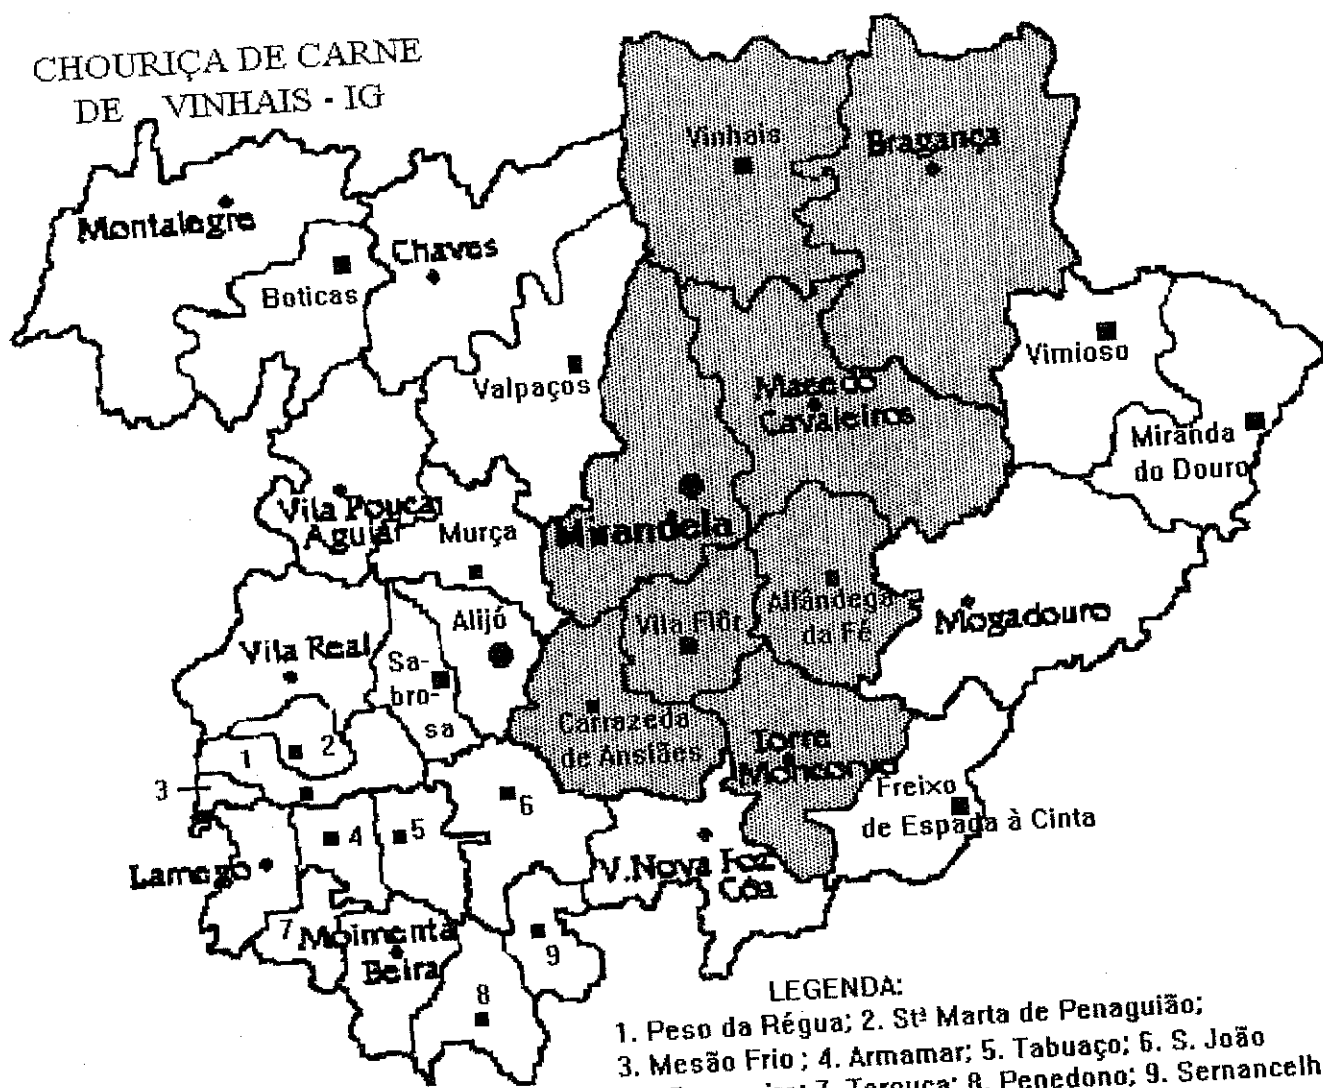 CHOURIÇA DE CARNE
DE VINHAIS - IG
Vinhais
Bragança
Montalegre
Chaves
Boticas
Vimioso
Valpaços
Macedo
Cavaleiros
Miranda
do Douro
Vila Pouca
Aguiar
Murça
Mirandela
Alijó
Vila Flôr
Alfândega
da Fé
Mogadouro
Vila Real
Sa-
bro-
sa
Carrazeda
de Ansiães
Torre
Moncorvo
1
2
3
6
Freixo
de Espada à Cinta
4
5
Lamego
V.Nova Foz
Côa
7
Moimenta
Beira
9
8
LEGENDA:
1. Peso da Régua; 2. Stª Marta de Penaguião;
3. Mesão Frio; 4. Armamar; 5. Tabuaço; 6. S. João
7. Tarouca; 8. Penedono; 9. Sernancelh